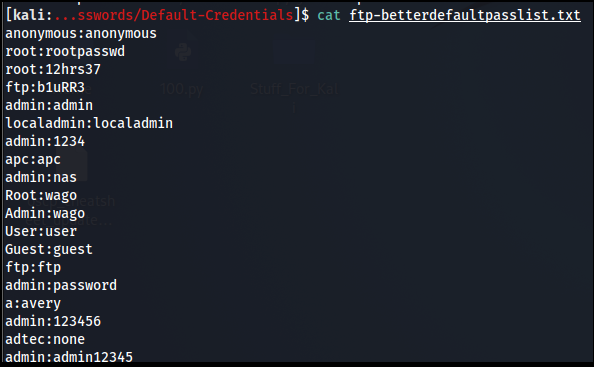 [kali:...sswords/Default-Credentials]$ cat ftp-betterdefaultpasslist.txt
anonymous:anonymous
root:rootpasswd
root:12hrs37
ftp:b1uRR3
admin:admin
localadmin:localadmin
admin:1234
apc:apc
admin:nas
Root:wago
Admin:wago
User:user
Guest:guest
ftp:ftp
admin:password
a:avery
admin:123456
adtec:none
admin:admin12345